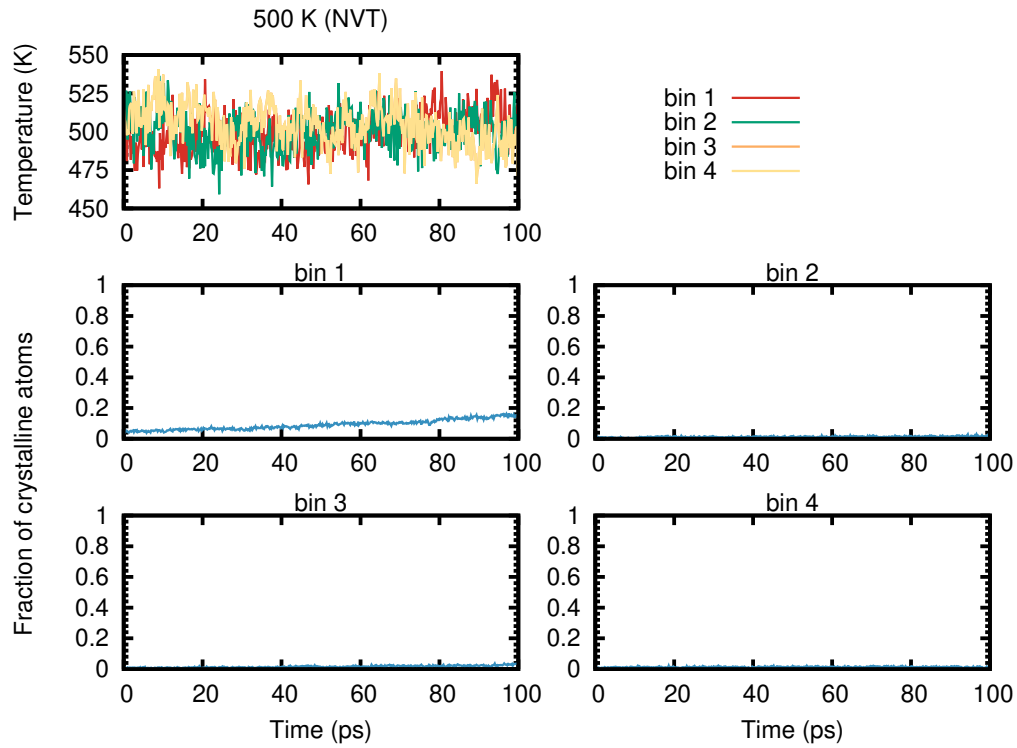 500 K (NVT)
Temperature (K)
550
525
500
475
450
0 20 40 60 80 100
bin 1
bin 2
bin 3
bin 4
Fraction of crystalline atoms
bin 1
1
0.8
0.6
0.4
0.2
0
0 20 40 60 80 100
bin 2
1
0.8
0.6
0.4
0.2
0
0 20 40 60 80 100
bin 3
1
0.8
0.6
0.4
0.2
0
0 20 40 60 80 100
Time (ps)
bin 4
1
0.8
0.6
0.4
0.2
0
0 20 40 60 80 100
Time (ps)